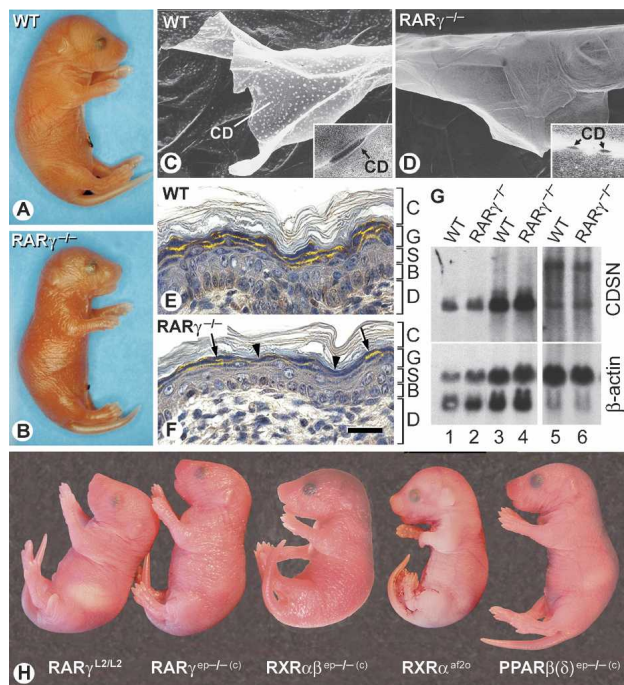 WT
A
RARγ⁻/⁻
B
WT
CD
CD
C
RARγ⁻/⁻
CD
D
WT
E
C
G
S
B
D
RARγ⁻/⁻
F
C
G
S
B
D
G
WT
RARγ⁻/⁻
WT
RARγ⁻/⁻
WT
RARγ⁻/⁻
CDSN
β-actin
1 2 3 4 5 6
H
RARγL2/L2 RARγep–/–(c) RXRαβep–/–(c) RXRαaf2o PPARβ(δ)ep–/–(c)